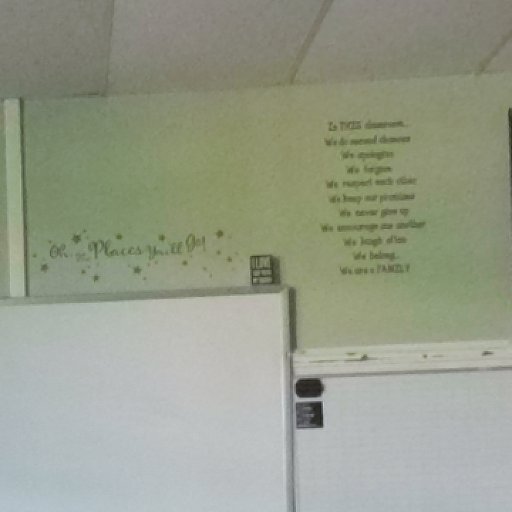 Oh, the Places You'll Go!
In THIS classroom...
We do second chances
We apologize
We forgive
We respect each other
We keep our promises
We never give up
We encourage one another
We laugh often
We belong...
We are a FAMILY